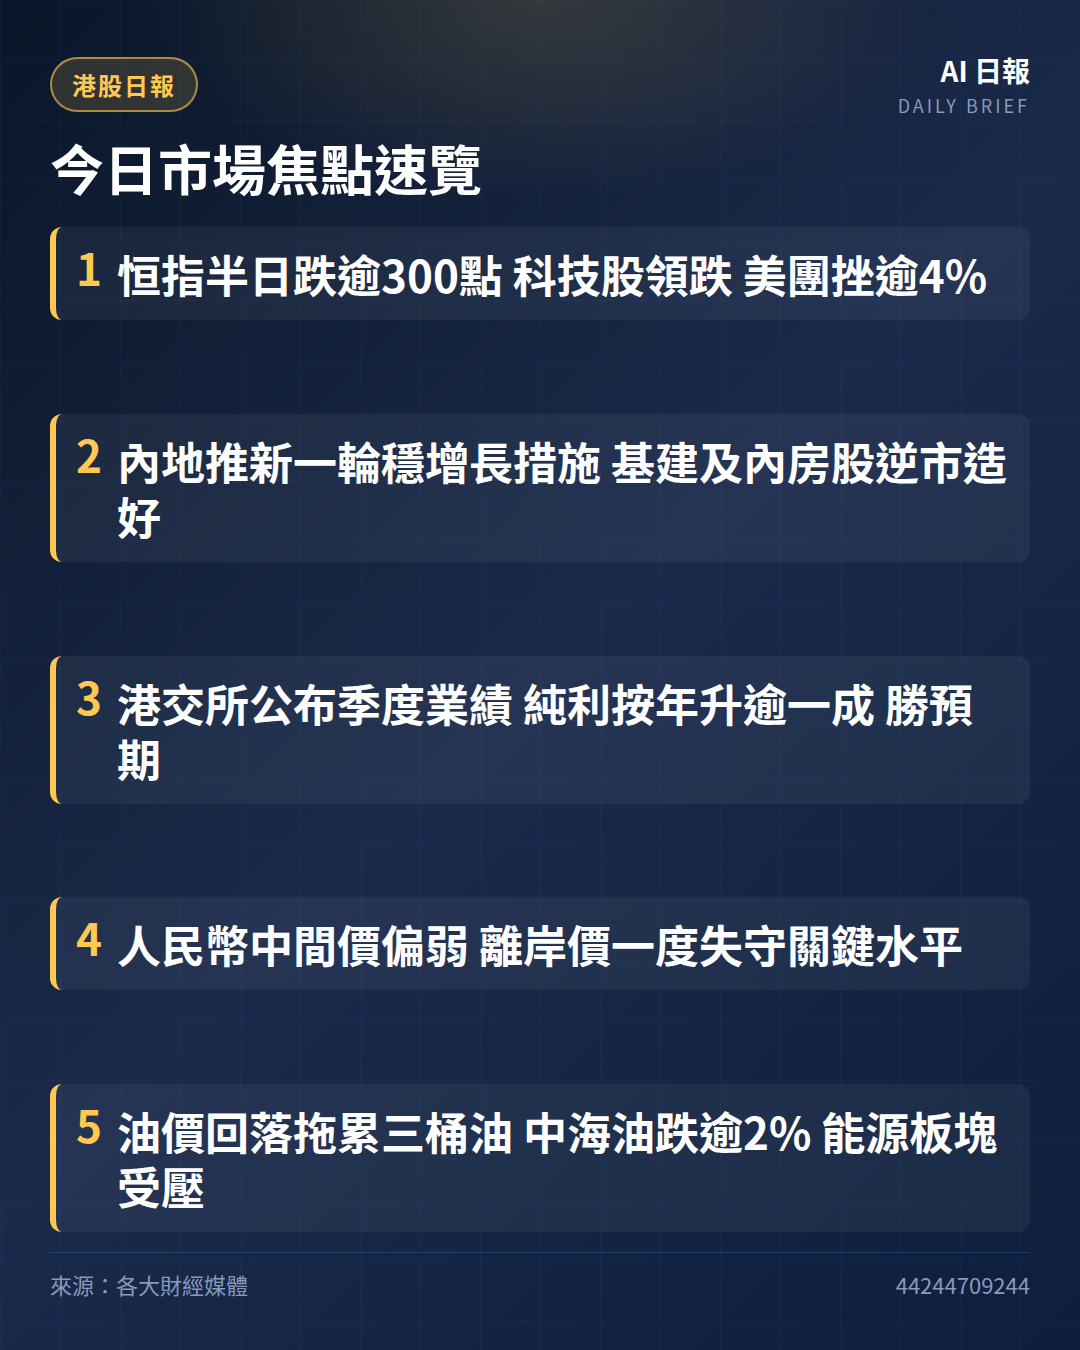 港股日報
AI 日報
DAILY BRIEF
今日市場焦點速覽
1 恒指半日跌逾300點 科技股領跌 美團挫逾4%
2 內地推新一輪穩增長措施 基建及內房股逆市造
好
3 港交所公布季度業績 純利按年升逾一成 勝預
期
4 人民幣中間價偏弱 離岸價一度失守關鍵水平
5 油價回落拖累三桶油 中海油跌逾2% 能源板塊
受壓
來源：各大財經媒體
44244709244